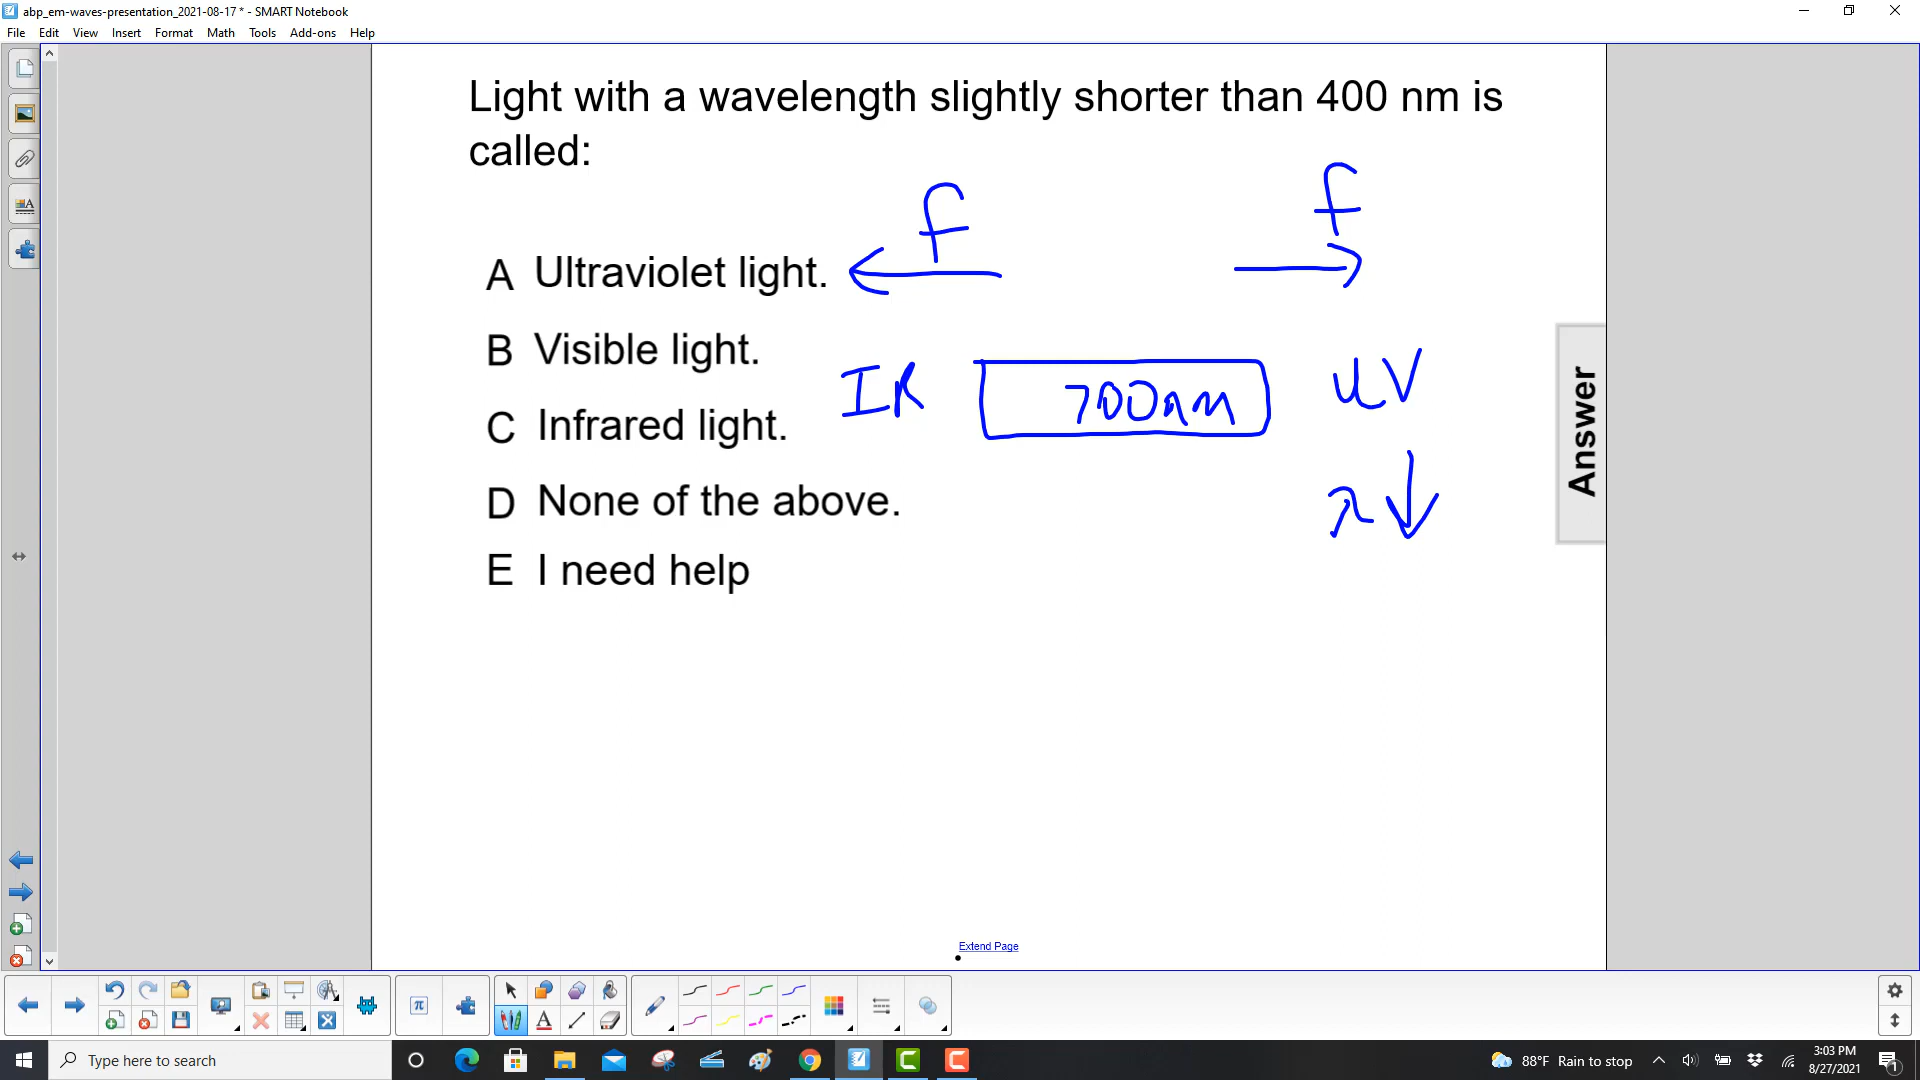 abp_em-waves-presentation_2021-08-17 * - SMART Notebook
File Edit View Insert Format Math Tools Add-ons Help
Light with a wavelength slightly shorter than 400 nm is
called:
f f
A Ultraviolet light.
B Visible light.
IR 700nm UV
C Infrared light.
D None of the above.
λ
E I need help
Answer
Extend Page
π
A
Type here to search
88°F Rain to stop
3:03 PM
8/27/2021
1